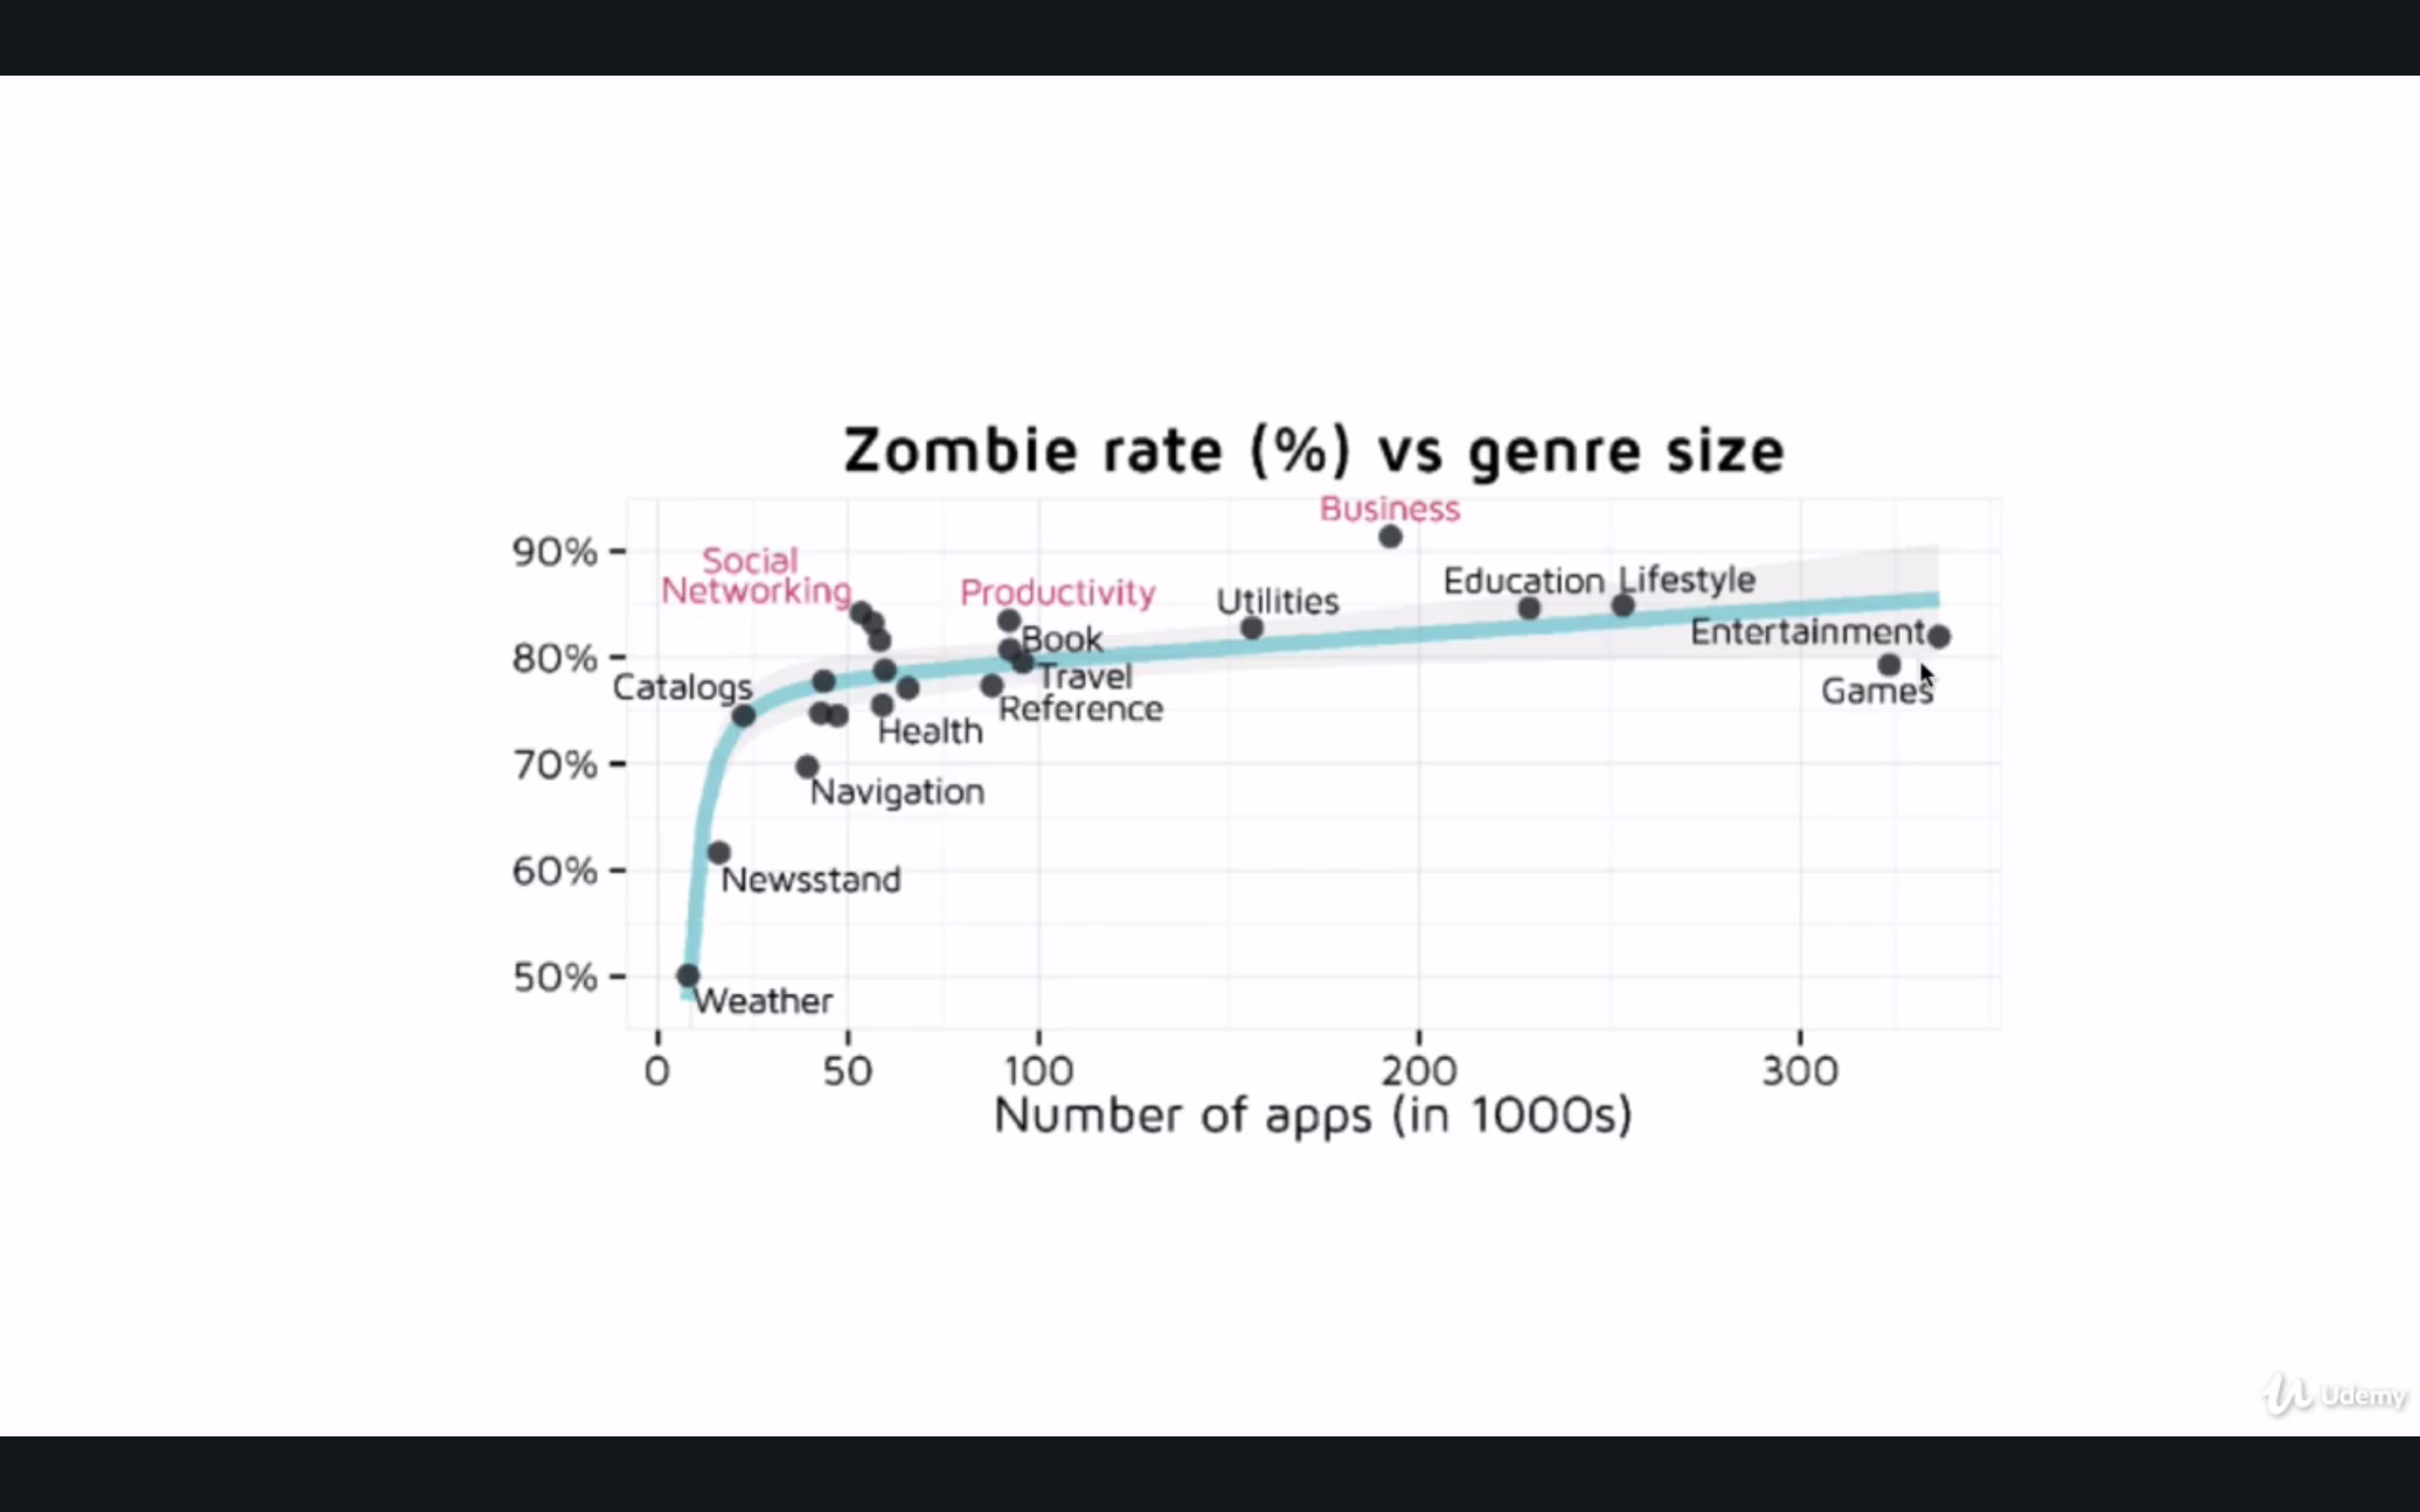 Zombie rate (%) vs genre size
Business
90%
Social
Networking
Productivity
Utilities
Education
Lifestyle
Book
Entertainment
80%
Travel
Catalogs
Games
Reference
Health
70%
Navigation
60%
Newsstand
50%
Weather
0
50
100
200
300
Number of apps (in 1000s)
Udemy